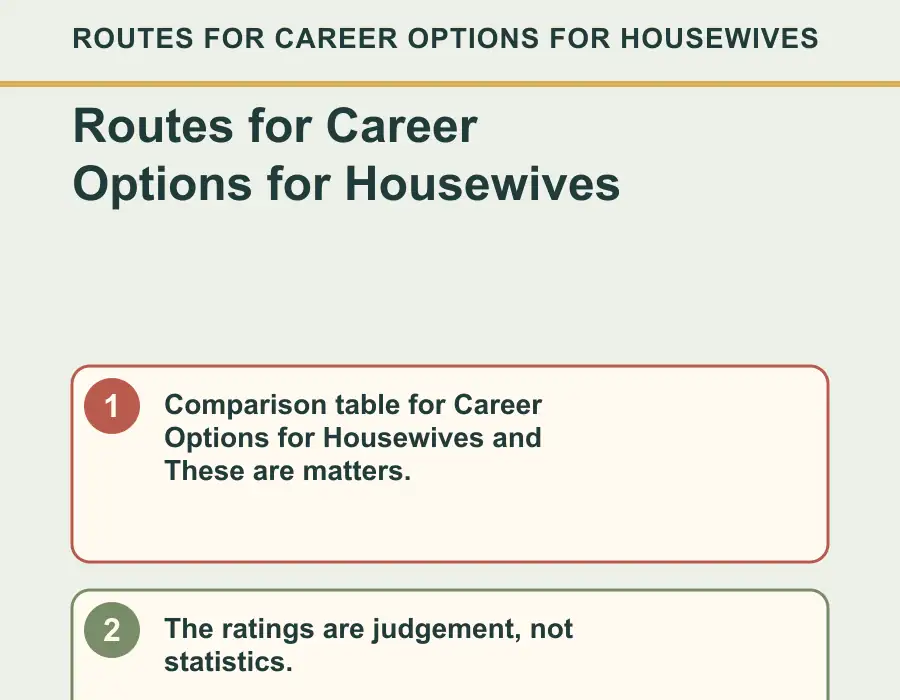 ROUTES FOR CAREER OPTIONS FOR HOUSEWIVES
Routes for Career
Options for Housewives
1
Comparison table for Career
Options for Housewives and
These are matters.
2
The ratings are judgement, not
statistics.